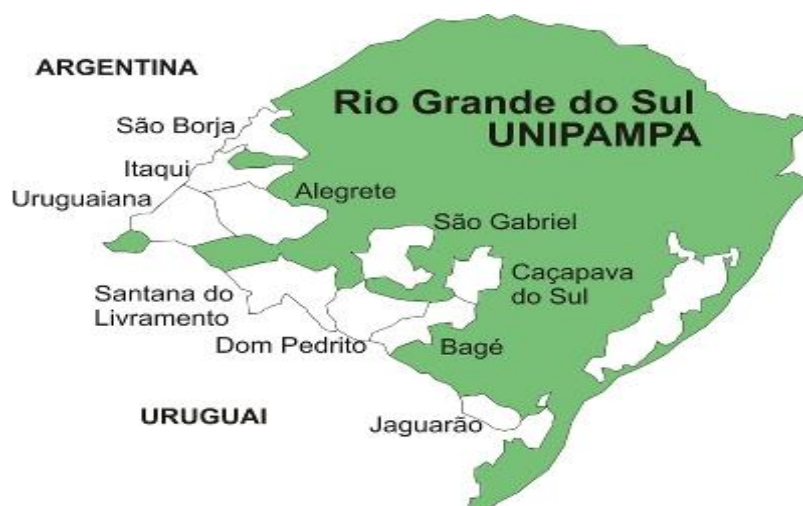 ARGENTINA
Rio Grande do Sul
UNIPAMPA
São Borja
Itaqui
Uruguaiana
Alegrete
São Gabriel
Caçapava
do Sul
Santana do
Livramento
Dom Pedrito
Bagé
URUGUAI
Jaguarão